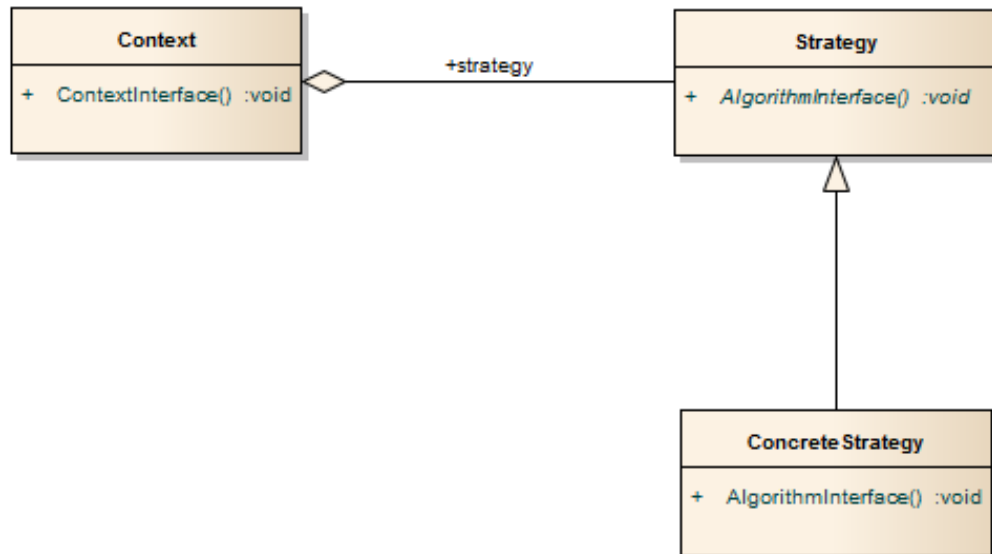 Context
+ ContextInterface() :void
+strategy
Strategy
+ AlgorithmInterface() :void
ConcreteStrategy
+ AlgorithmInterface() :void